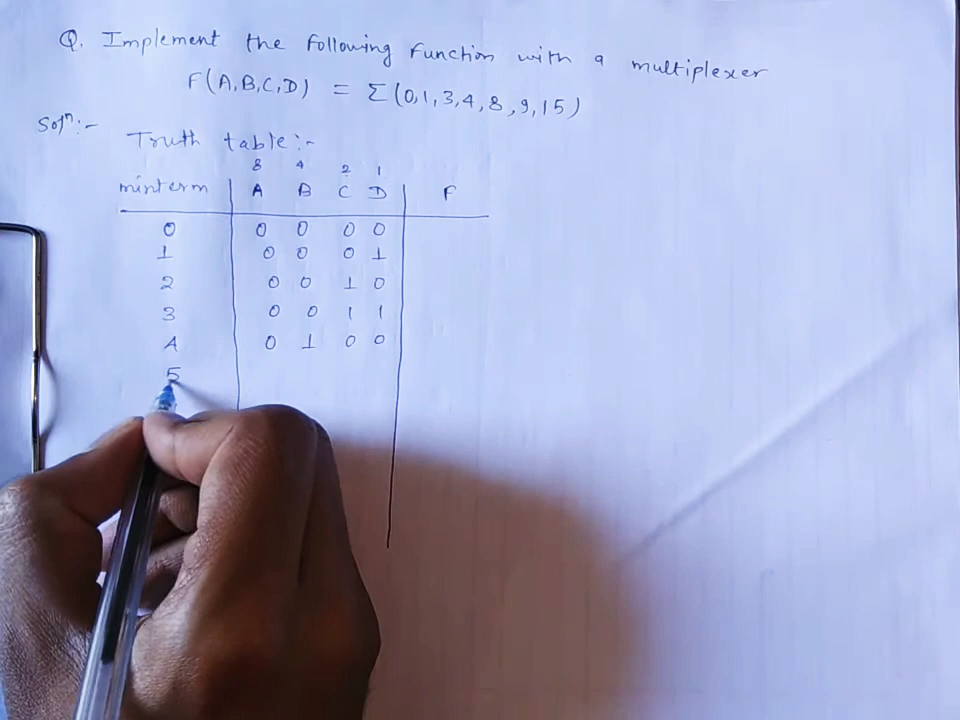 Q. Implement the following function with a multiplexer
F(A,B,C,D) = Σ(0,1,3,4,8,9,15)
Solⁿ:-
Truth table:-
8 4 2 1
minterm A B C D F
0 0 0 0 0
1 0 0 0 1
2 0 0 1 0
3 0 0 1 1
4 0 1 0 0
5